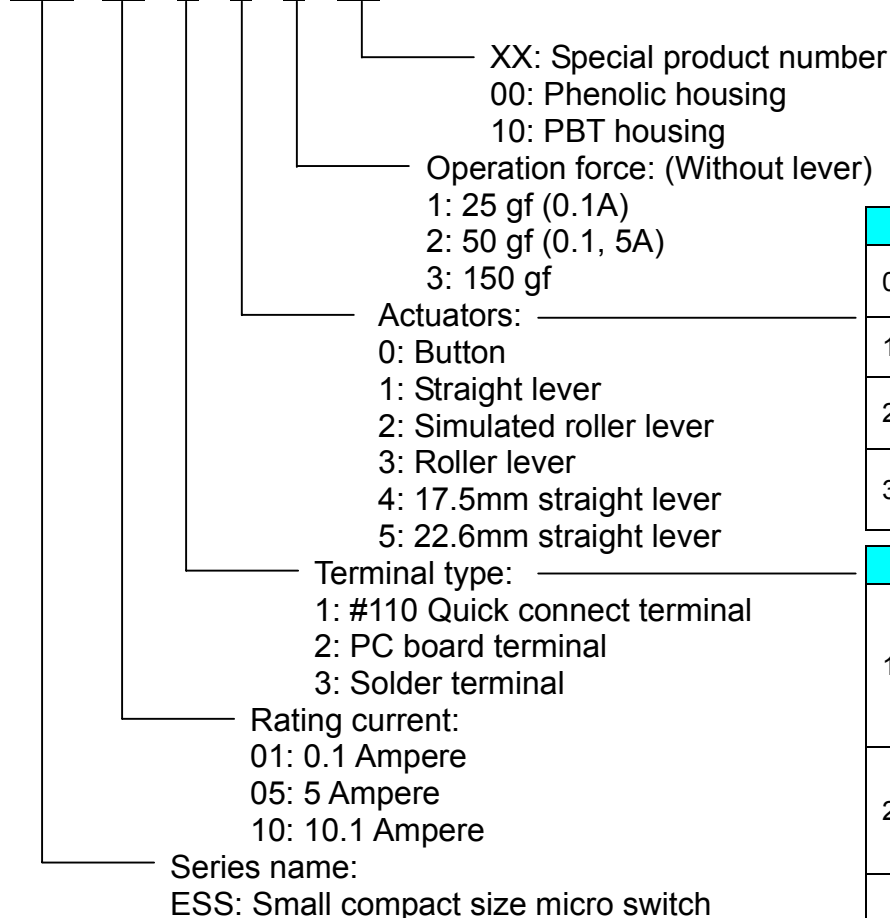 XX: Special product number
00: Phenolic housing
10: PBT housing
Operation force: (Without lever)
1: 25 gf (0.1A)
2: 50 gf (0.1, 5A)
3: 150 gf
Actuators:
0: Button
1: Straight lever
2: Simulated roller lever
3: Roller lever
4: 17.5mm straight lever
5: 22.6mm straight lever
Terminal type:
1: #110 Quick connect terminal
2: PC board terminal
3: Solder terminal
Rating current:
01: 0.1 Ampere
05: 5 Ampere
10: 10.1 Ampere
Series name:
ESS: Small compact size micro switch